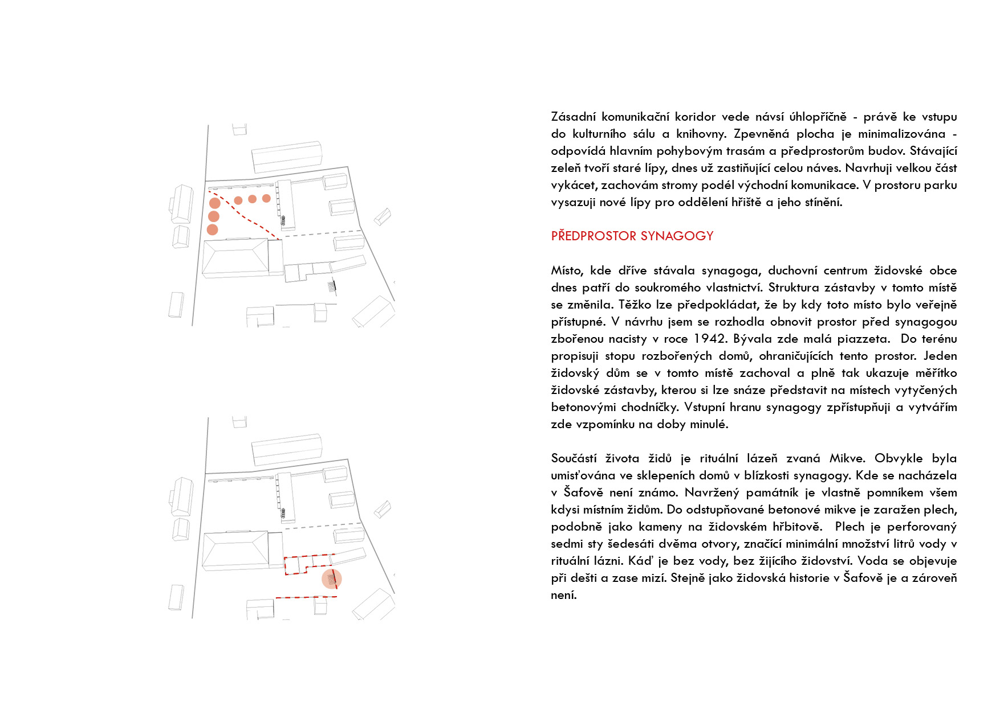 Zásadní komunikační koridor vede návsí úhlopříčně - právě ke vstupu
do kulturního sálu a knihovny. Zpevněná plocha je minimalizována -
odpovídá hlavním pohybovým trasám a předprostorům budov. Stávající
zeleň tvoří staré lípy, dnes už zastiňující celou náves. Navrhuji velkou část
vykácet, zachovám stromy podél východní komunikace. V prostoru parku
vysazuji nové lípy pro oddělení hřiště a jeho stínění.
PŘEDPROSTOR SYNAGOGY
Místo, kde dříve stávala synagoga, duchovní centrum židovské obce
dnes patří do soukromého vlastnictví. Struktura zástavby v tomto místě
se změnila. Těžko lze předpokládat, že by kdy toto místo bylo veřejně
přístupné. V návrhu jsem se rozhodla obnovit prostor před synagogou
zbořenou nacisty v roce 1942. Bývala zde malá piazzeta.  Do terénu
propisuji stopu rozbořených domů, ohraničujících tento prostor. Jeden
židovský dům se v tomto místě zachoval a plně tak ukazuje měřítko
židovské zástavby, kterou si lze snáze představit na místech vytyčených
betonovými chodníčky. Vstupní hranu synagogy zpřístupňuji a vytvářím
zde vzpomínku na doby minulé.
Součástí života židů je rituální lázeň zvaná Mikve. Obvykle byla
umisťována ve sklepeních domů v blízkosti synagogy. Kde se nacházela
v Šafově není známo. Navržený památník je vlastně pomníkem všem
kdysi místním židům. Do odstupňované betonové mikve je zaražen plech,
podobně jako kameny na židovském hřbitově.  Plech je perforovaný
sedmi sty šedesáti dvěma otvory, značící minimální množství litrů vody v
rituální lázni. Káď je bez vody, bez žijícího židovství. Voda se objevuje
při dešti a zase mizí. Stejně jako židovská historie v Šafově je a zároveň
není.